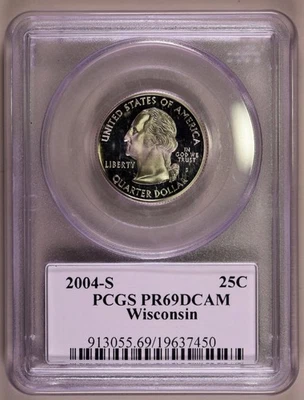 UNITED STATES OF AMERICA
LIBERTY
IN
GOD WE
TRUST
S
QUARTER DOLLAR
2004-S 25C
PCGS PR69DCAM
Wisconsin
913055.69/19637450